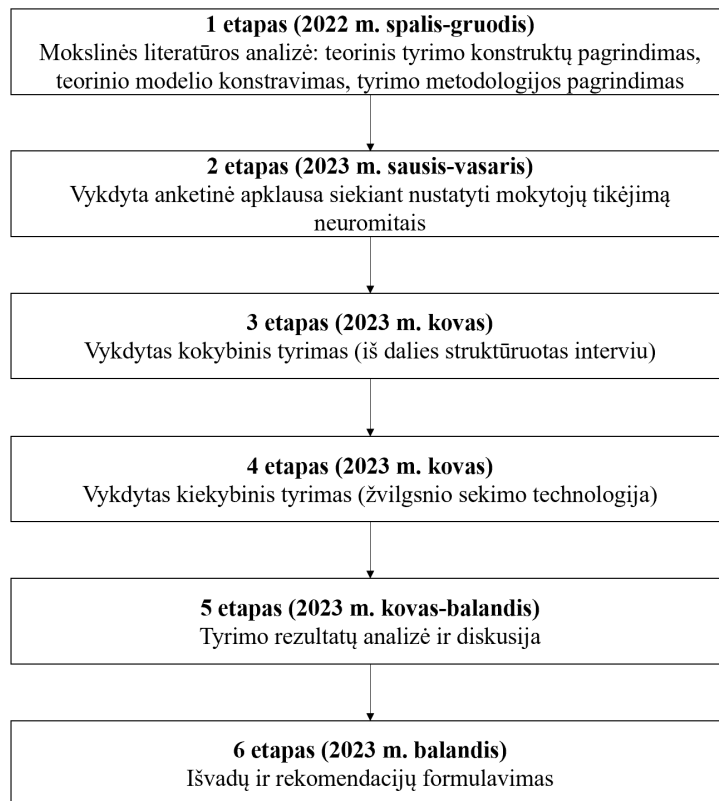 1 etapas (2022 m. spalis-gruodis)
Mokslinės literatūros analizė: teorinis tyrimo konstruktų pagrindimas,
teorinio modelio konstravimas, tyrimo metodologijos pagrindimas
2 etapas (2023 m. sausis-vasaris)
Vykdyta anketinė apklausa siekiant nustatyti mokytojų tikėjimą
neuromitais
3 etapas (2023 m. kovas)
Vykdytas kokybinis tyrimas (iš dalies struktūruotas interviu)
4 etapas (2023 m. kovas)
Vykdytas kiekybinis tyrimas (žvilgsnio sekimo technologija)
5 etapas (2023 m. kovas-balandis)
Tyrimo rezultatų analizė ir diskusija
6 etapas (2023 m. balandis)
Išvadų ir rekomendacijų formulavimas